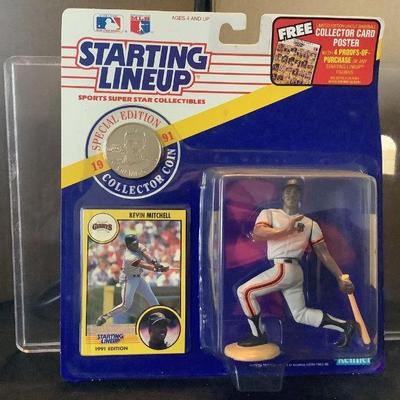 AGES 4 AND UP
MLB
STARTING
LINEUP
SPORTS SUPER STAR COLLECTIBLES
FREE
COLLECTOR CARD
POSTER
WITH 4 PROOFS-OF-
PURCHASE OF ANY
STARTING LINEUP
SPECIAL EDITION
19 91
COLLECTOR COIN
KEVIN MITCHELL
GIANTS
STARTING
LINEUP
1991 EDITION
Kenner